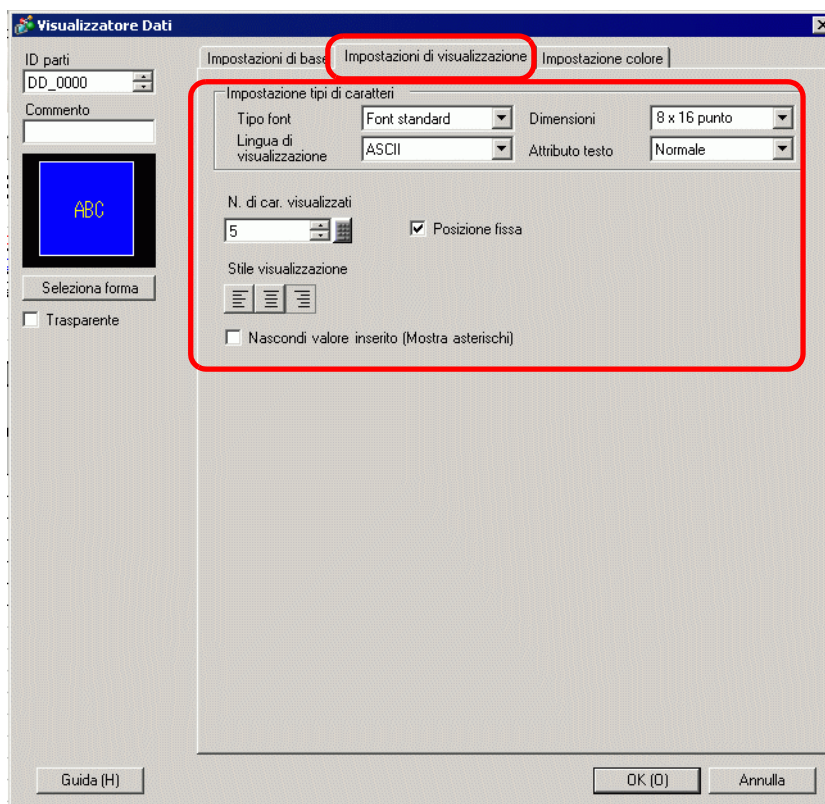 Visualizzatore Dati
ID parti
DD_0000
Commento
ABC
Seleziona forma
Trasparente
Impostazioni di base
Impostazioni di visualizzazione
Impostazione colore
Impostazione tipi di caratteri
Tipo font
Font standard
Dimensioni
8 x 16 punto
Lingua di
visualizzazione
ASCII
Attributo testo
Normale
N. di car. visualizzati
5
Posizione fissa
Stile visualizzazione
Nascondi valore inserito (Mostra asterischi)
Guida (H)
OK (O)
Annulla